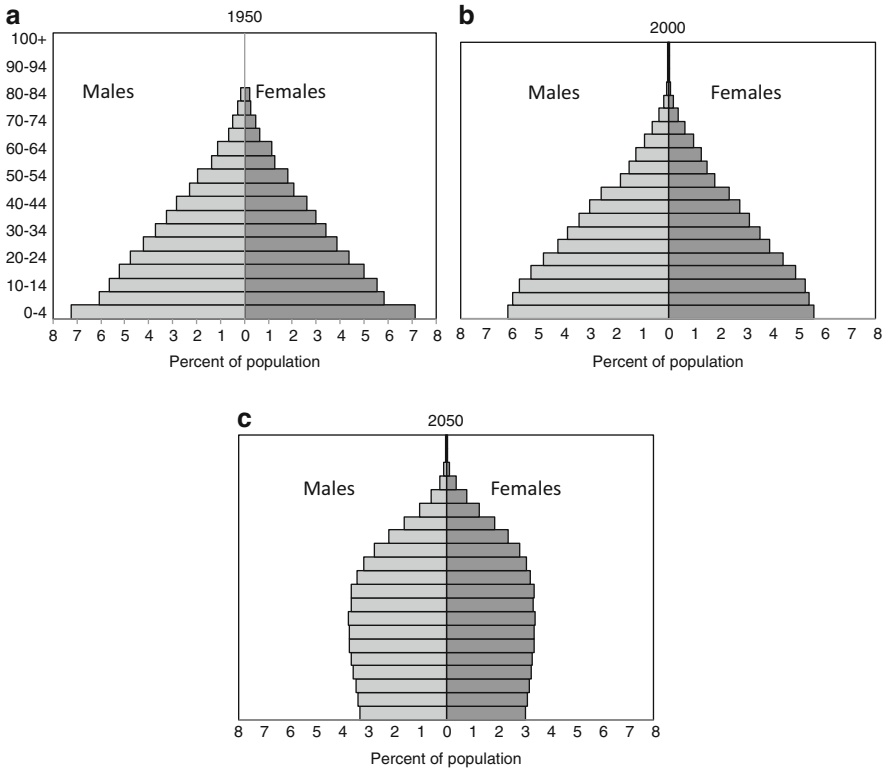 a
1950
100+
90-94
80-84
70-74
60-64
50-54
40-44
30-34
20-24
10-14
0-4
Males Females
8 7 6 5 4 3 2 1 0 1 2 3 4 5 6 7 8
Percent of population
b
2000
Males Females
8 7 6 5 4 3 2 1 0 1 2 3 4 5 6 7 8
Percent of population
c
2050
Males Females
8 7 6 5 4 3 2 1 0 1 2 3 4 5 6 7 8
Percent of population